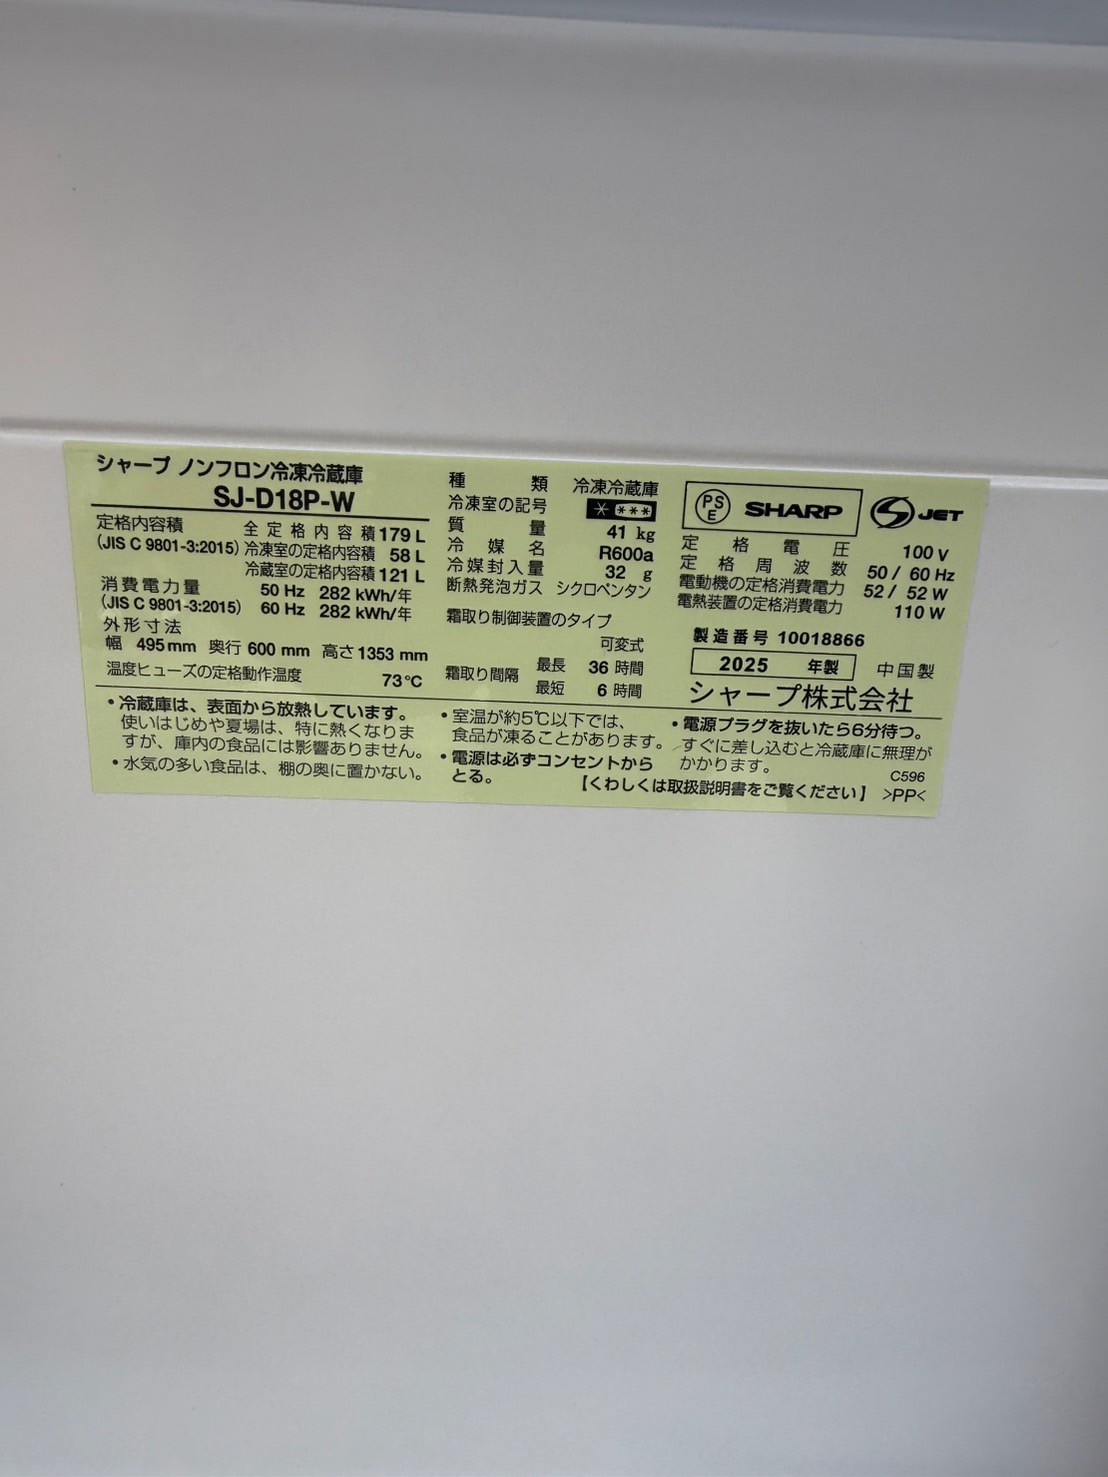 シャープ ノンフロン冷凍冷蔵庫
SJ-D18P-W
定格内容積
(JIS C 9801-3:2015)
全定格内容積 179 L
冷凍室の定格内容積 58 L
冷蔵室の定格内容積 121 L
消費電力量
(JIS C 9801-3:2015)
50 Hz 282 kWh/年
60 Hz 282 kWh/年
外形寸法
幅 495 mm 奥行 600 mm 高さ 1353 mm
温度ヒューズの定格動作温度 73℃
種類 冷凍冷蔵庫
冷凍室の記号 ****
質量 41 kg
冷媒名 R600a
冷媒封入量 32 g
断熱発泡ガス シクロペンタン
霜取り制御装置のタイプ
可変式
霜取り間隔
最長 36 時間
最短 6 時間
PS
E
SHARP
JET
定格電圧 100 V
定格周波数 50 / 60 Hz
電動機の定格消費電力 52 / 52 W
電熱装置の定格消費電力 110 W
製造番号 10018866
2025 年製 中国製
シャープ株式会社
・冷蔵庫は、表面から放熱しています。
使いはじめや夏場は、特に熱くなりま
すが、庫内の食品には影響ありません。
・水気の多い食品は、棚の奥に置かない。
・室温が約5℃以下では、
食品が凍ることがあります。
・電源は必ずコンセントから
とる。
・電源プラグを抜いたら6分待つ。
すぐに差し込むと冷蔵庫に無理が
かかります。
C596
【くわしくは取扱説明書をご覧ください】 >PP<